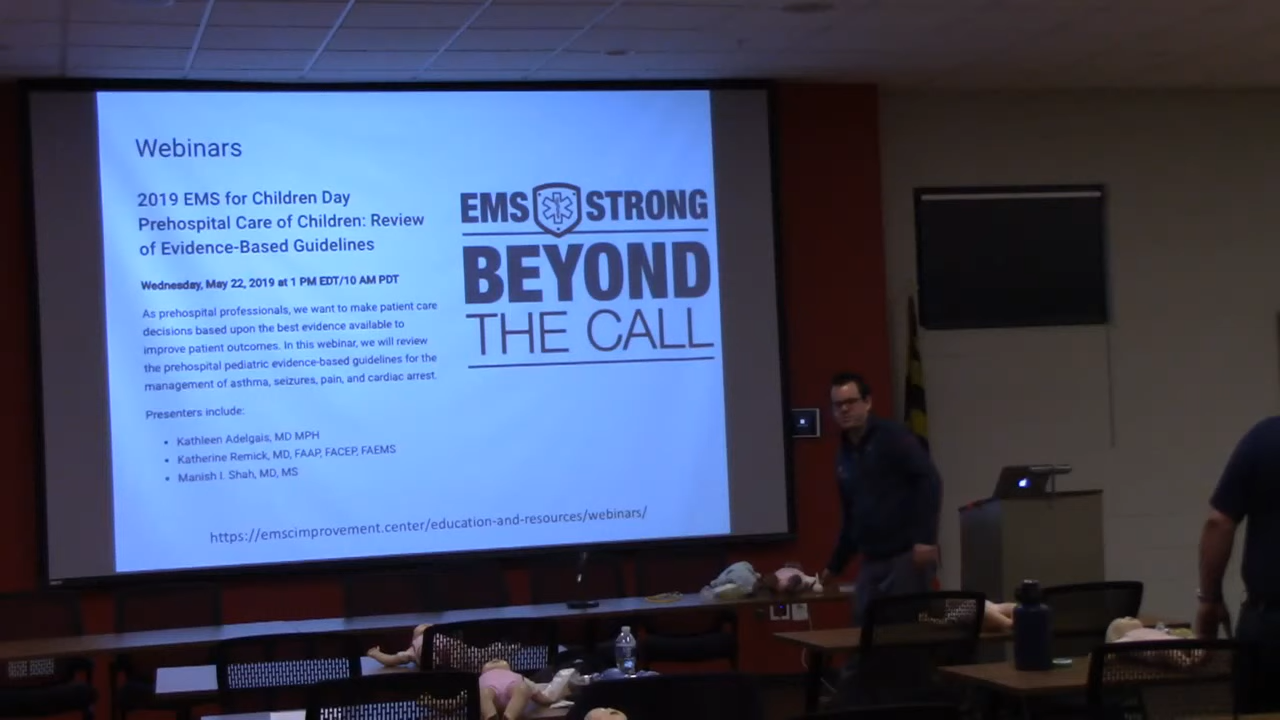 Webinars
2019 EMS for Children Day
Prehospital Care of Children: Review
of Evidence-Based Guidelines
Wednesday, May 22, 2019 at 1 PM EDT/10 AM PDT
As prehospital professionals, we want to make patient care
decisions based upon the best evidence available to
improve patient outcomes. In this webinar, we will review
the prehospital pediatric evidence-based guidelines for the
management of asthma, seizures, pain, and cardiac arrest.
Presenters include:
• Kathleen Adelgais, MD MPH
• Katherine Remick, MD, FAAP, FACEP, FAEMS
• Manish I. Shah, MD, MS
EMS STRONG
BEYOND
THE CALL
https://emscimprovement.center/education-and-resources/webinars/